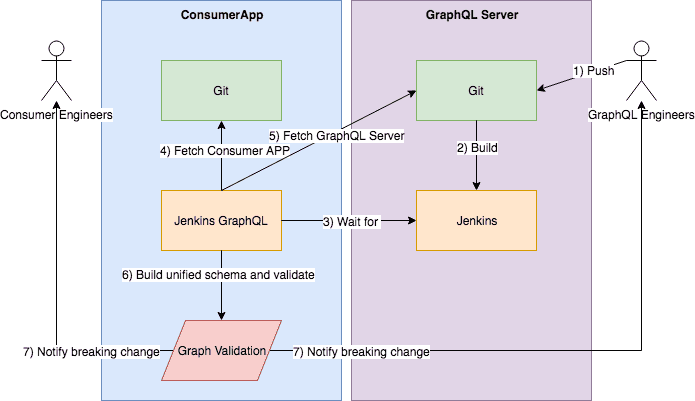 ConsumerApp
GraphQL Server
1) Push
Git
Git
Consumer Engineers
GraphQL Engineers
5) Fetch GraphQL Server
4) Fetch Consumer APP
2) Build
Jenkins GraphQL
3) Wait for
Jenkins
6) Build unified schema and validate
7) Notify breaking change
Graph Validation
7) Notify breaking change